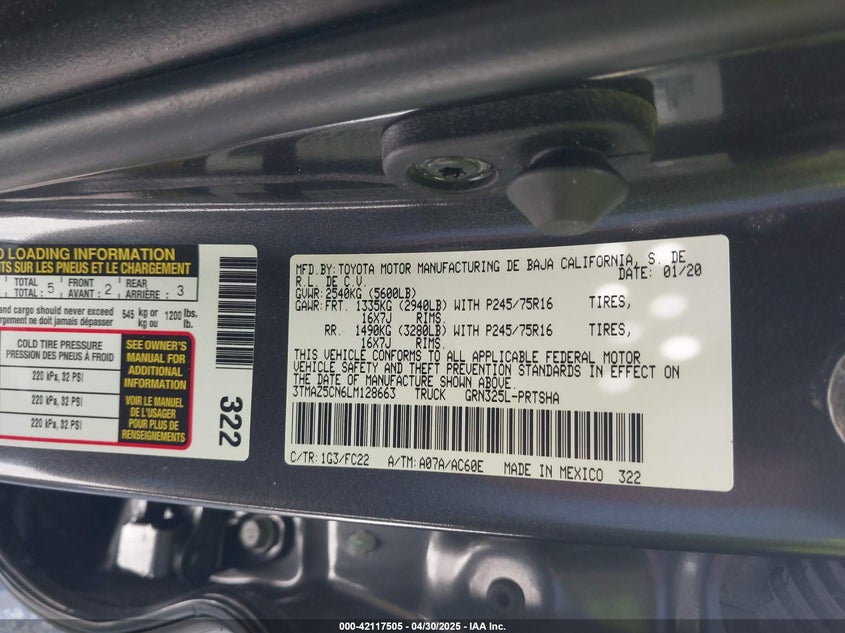 D LOADING INFORMATION
TS SUR LES PNEUS ET LE CHARGEMENT
TOTAL : 5 FRONT AVANT : 2 REAR ARRIÈRE : 3
and cargo should never exceed 545 kg or 1200 lbs.
rgement ne doit jamais dépasser kg ou lb.
COLD TIRE PRESSURE
PRESSION DES PNEUS À FROID
220 kPa, 32 PSI
220 kPa, 32 PSI
220 kPa, 32 PSI
SEE OWNER'S
MANUAL FOR
ADDITIONAL
INFORMATION
VOIR LE MANUEL
DE L'USAGER
POUR PLUS DE
RENSEIGNEMENTS
322
MFD.BY:TOYOTA MOTOR MANUFACTURING DE BAJA CALIFORNIA, S. DE
R.L. DE C.V. DATE: 01/20
GVWR:2540KG (5600LB)
GAWR:FRT. 1335KG (2940LB) WITH P245/75R16 TIRES,
16X7J RIMS.
RR. 1490KG (3280LB) WITH P245/75R16 TIRES,
16X7J RIMS.
THIS VEHICLE CONFORMS TO ALL APPLICABLE FEDERAL MOTOR
VEHICLE SAFETY AND THEFT PREVENTION STANDARDS IN EFFECT ON
THE DATE OF MANUFACTURE SHOWN ABOVE.
3TMAZ5CN6LM128663 TRUCK GRN325L-PRTSHA
C/TR: 1G3/FC22 A/TM: A07A/AC60E MADE IN MEXICO 322
000-42117505 - 04/30/2025 - IAA Inc.